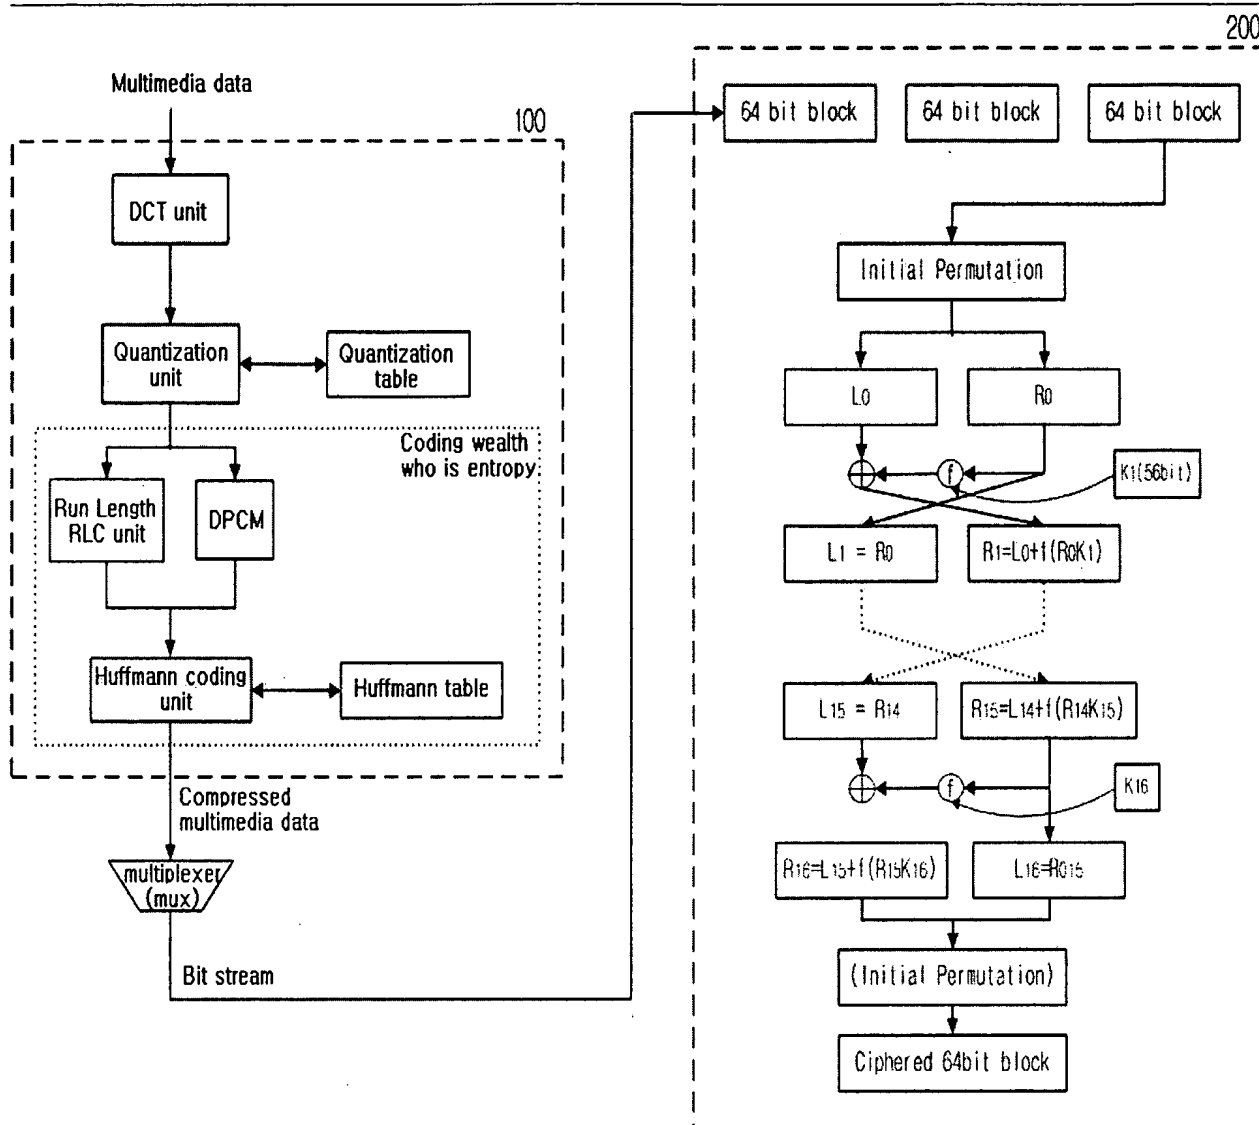 200
Multimedia data
100
DCT unit
Quantization
unit
Quantization
table
Coding wealth
who is entropy
Run Length
RLC unit
DPCM
Huffmann coding
unit
Huffmann table
Compressed
multimedia data
multiplexer
(mux)
Bit stream
64 bit block
64 bit block
64 bit block
Initial Permutation
L0
R0
f
K1(56bit)
L1 = R0
R1=L0+f(R0K1)
L15 = R14
R15=L14+f(R14K15)
f
K16
R16=L15+f(R15K16)
L16=R015
(Initial Permutation)
Ciphered 64bit block